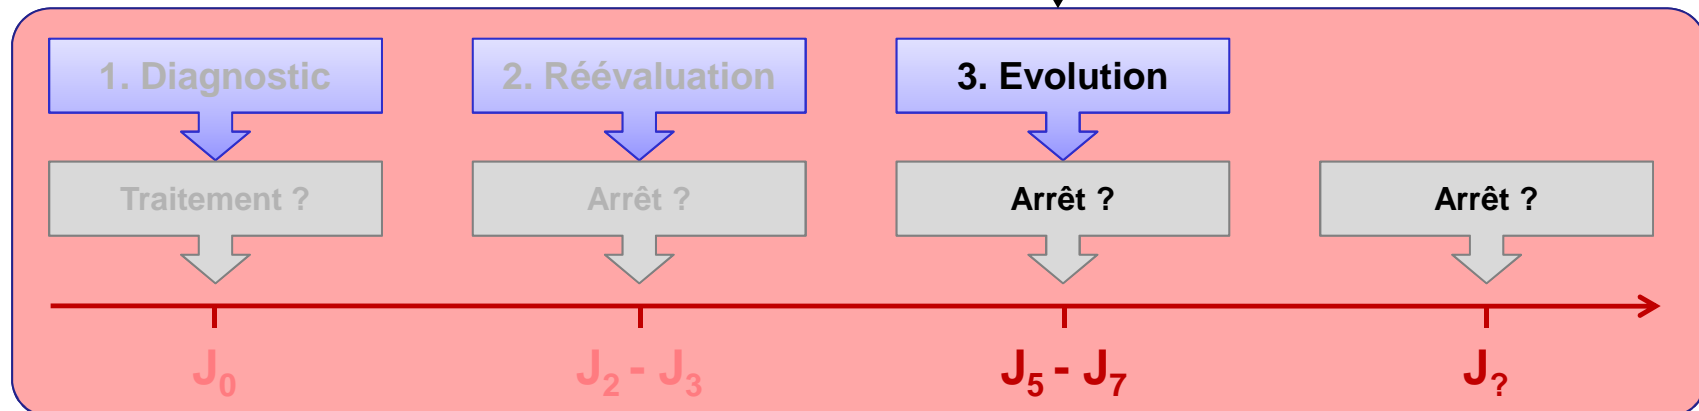 1. Diagnostic
2. Réévaluation
3. Evolution
Traitement ?
Arrêt ?
Arrêt ?
Arrêt ?
J0
J2 - J3
J5 - J7
J?